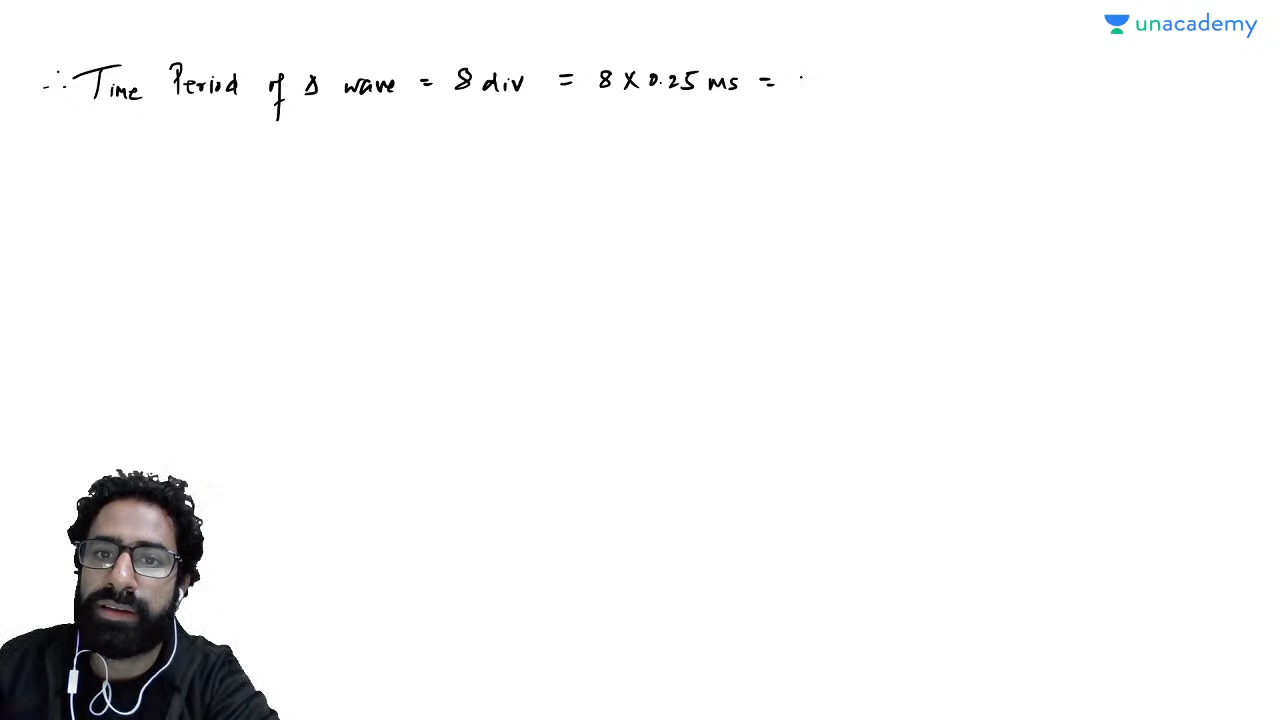 unacademy
∴ Time Period of Δ wave = 8 div = 8 X 0.25 ms =